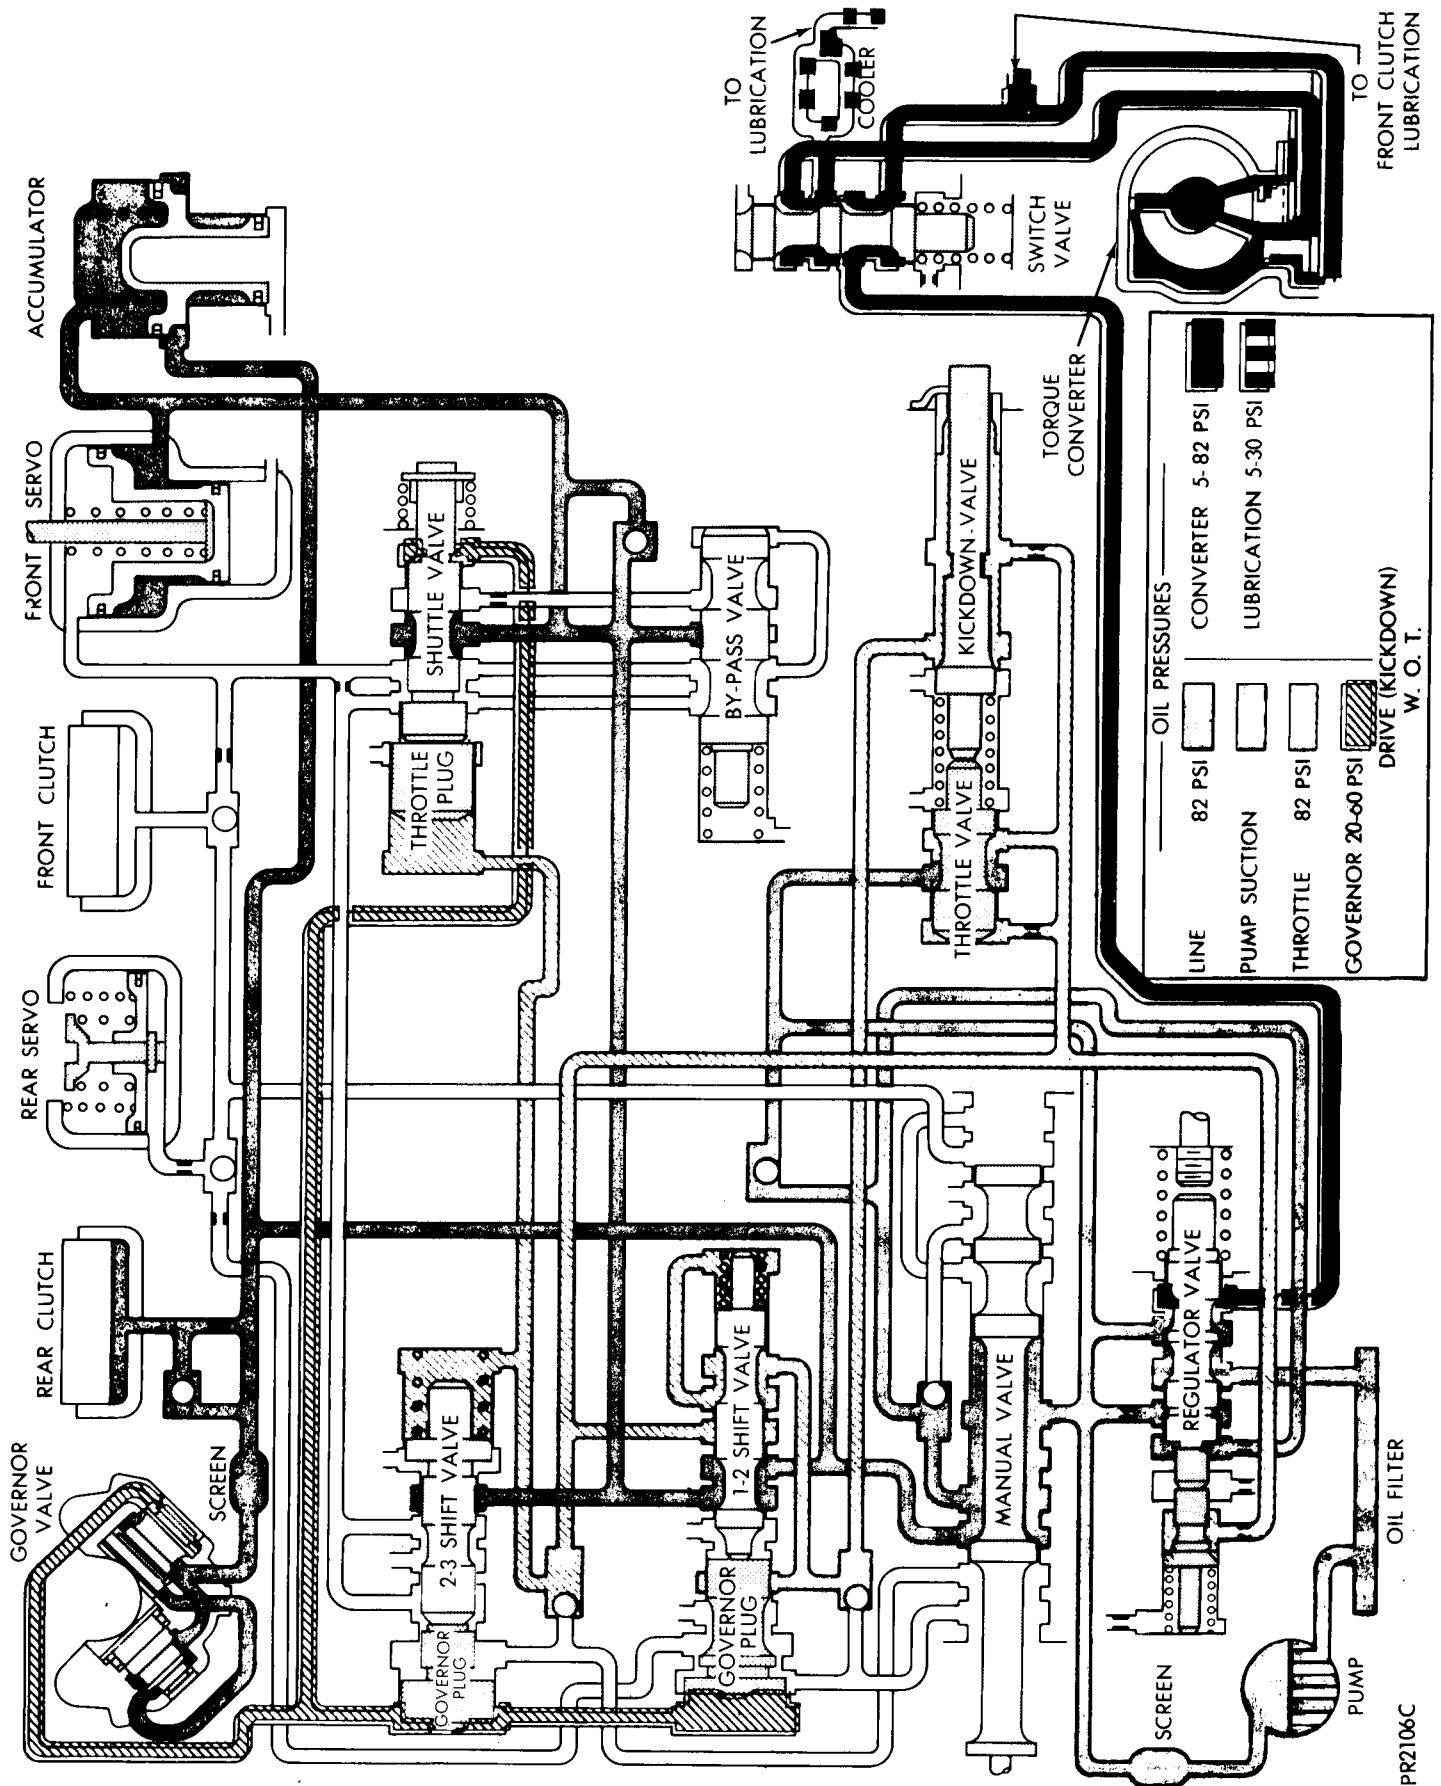 GOVERNOR
VALVE
REAR CLUTCH
REAR SERVO
FRONT CLUTCH
FRONT SERVO
ACCUMULATOR
SCREEN
2-3 SHIFT VALVE
GOVERNOR
PLUG
THROTTLE
PLUG
SHUTTLE VALVE
1-2 SHIFT VALVE
GOVERNOR
PLUG
BY-PASS VALVE
TO
LUBRICATION
COOLER
SWITCH
VALVE
MANUAL VALVE
THROTTLE VALVE
KICKDOWN-VALVE
TORQUE
CONVERTER
TO
FRONT CLUTCH
LUBRICATION
SCREEN
REGULATOR VALVE
PUMP
OIL FILTER
OIL PRESSURES
LINE 82 PSI
PUMP SUCTION
THROTTLE 82 PSI
GOVERNOR 20-60 PSI
CONVERTER 5-82 PSI
LUBRICATION 5-30 PSI
DRIVE (KICKDOWN)
W. O. T.
PR2106C